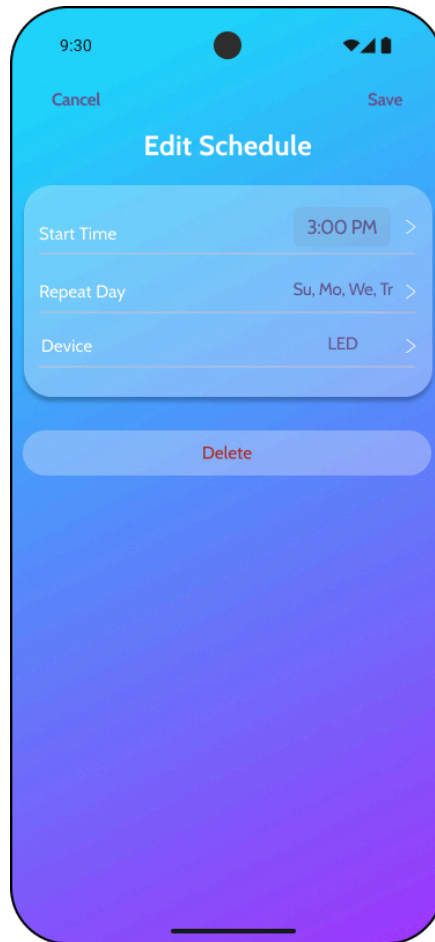 9:30
Cancel Save
Edit Schedule
Start Time 3:00 PM
Repeat Day Su, Mo, We, Tr
Device LED
Delete